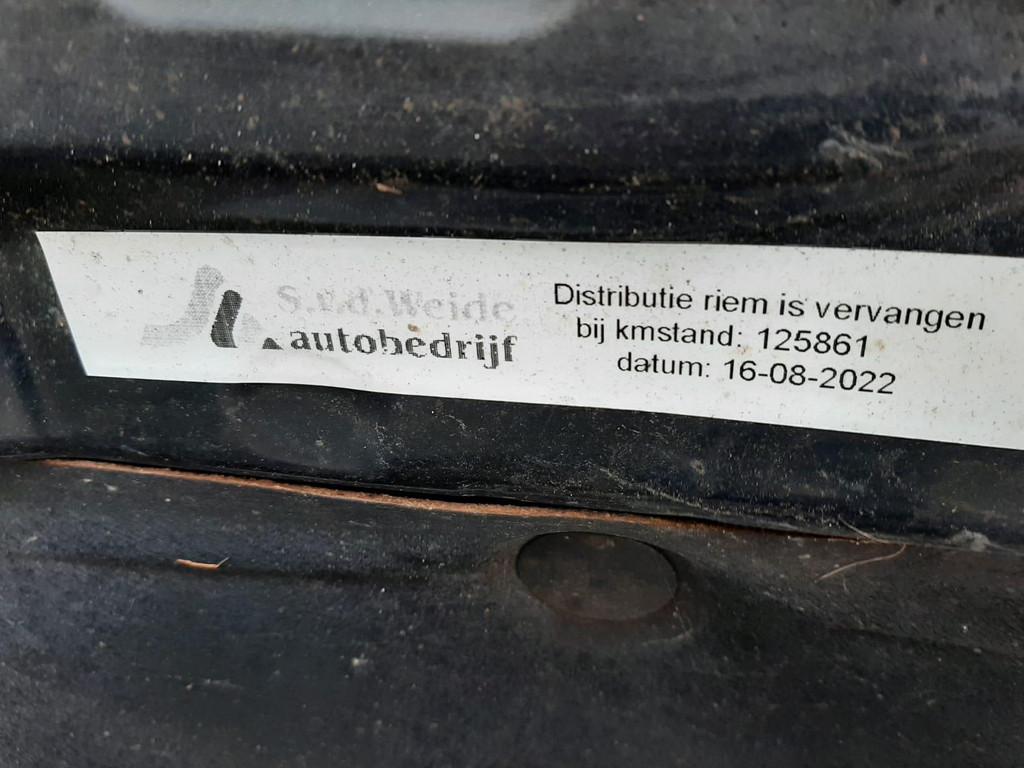 S.v.d.Weide
autobedrijf
Distributie riem is vervangen
bij kmstand: 125861
datum: 16-08-2022